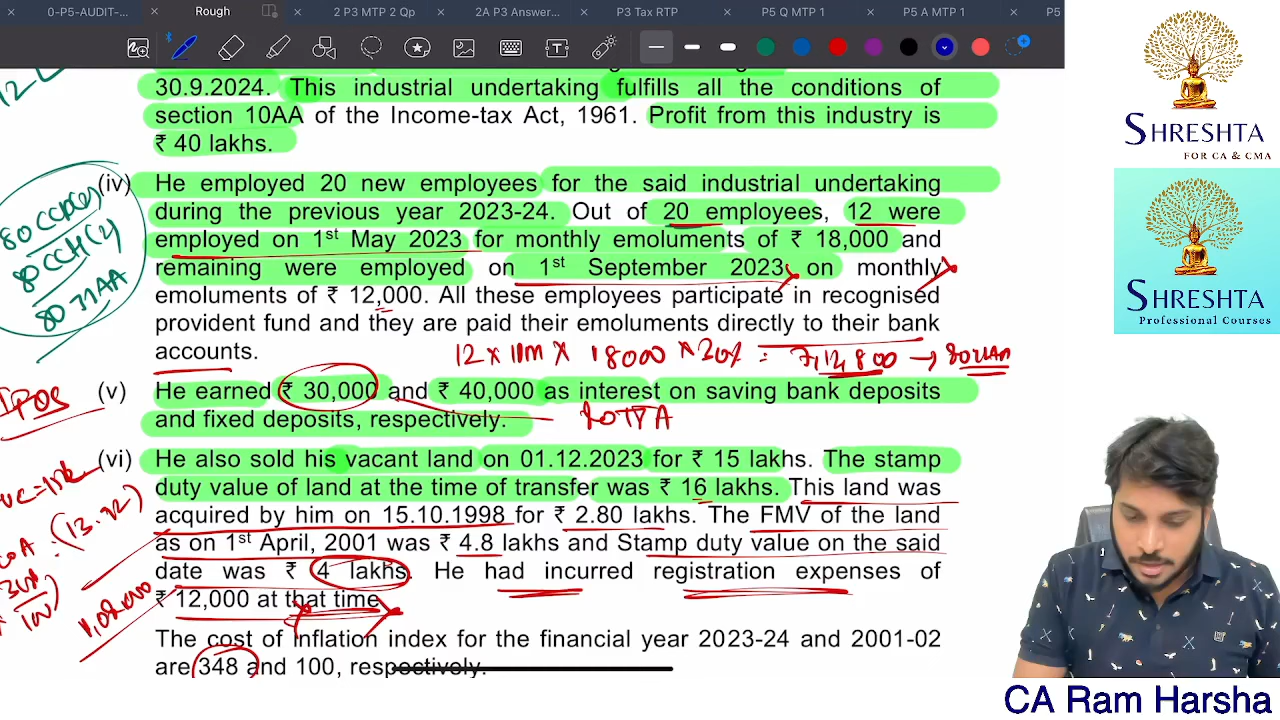 0-P5-AUDIT-
Rough
2 P3 MTP 2 Qp
2A P3 Answer...
P3 Tax RTP
P5 Q MTP 1
P5 A MTP 1
P5
30.9.2024. This industrial undertaking fulfills all the conditions of
section 10AA of the Income-tax Act, 1961. Profit from this industry is
₹ 40 lakhs.
(iv) He employed 20 new employees for the said industrial undertaking
during the previous year 2023-24. Out of 20 employees, 12 were
employed on 1st May 2023 for monthly emoluments of ₹ 18,000 and
remaining were employed on 1st September 2023 on monthly
emoluments of ₹ 12,000. All these employees participate in recognised
provident fund and they are paid their emoluments directly to their bank
accounts.
12 x 11m x 18000 x 30% = 7,12,800 → 80JJAA
(v) He earned ₹ 30,000 and ₹ 40,000 as interest on saving bank deposits
and fixed deposits, respectively.
80TTA
(vi) He also sold his vacant land on 01.12.2023 for ₹ 15 lakhs. The stamp
duty value of land at the time of transfer was ₹ 16 lakhs. This land was
acquired by him on 15.10.1998 for ₹ 2.80 lakhs. The FMV of the land
as on 1st April, 2001 was ₹ 4.8 lakhs and Stamp duty value on the said
date was ₹ 4 lakhs. He had incurred registration expenses of
₹ 12,000 at that time.
The cost of inflation index for the financial year 2023-24 and 2001-02
are 348 and 100, respectively.
80JJAA
IFOS
(13.92)
1,08,000
SHRESHTA
FOR CA & CMA
SHRESHTA
Professional Courses
CA Ram Harsha